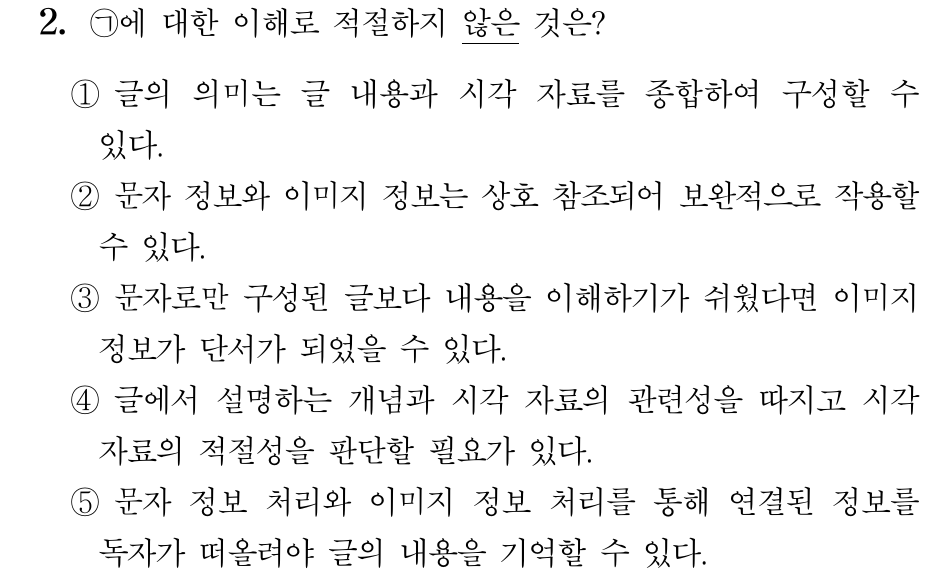 2. ㉠에 대한 이해로 적절하지 않은 것은?
① 글의 의미는 글 내용과 시각 자료를 종합하여 구성할 수
있다.
② 문자 정보와 이미지 정보는 상호 참조되어 보완적으로 작용할
수 있다.
③ 문자로만 구성된 글보다 내용을 이해하기가 쉬웠다면 이미지
정보가 단서가 되었을 수 있다.
④ 글에서 설명하는 개념과 시각 자료의 관련성을 따지고 시각
자료의 적절성을 판단할 필요가 있다.
⑤ 문자 정보 처리와 이미지 정보 처리를 통해 연결된 정보를
독자가 떠올려야 글의 내용을 기억할 수 있다.